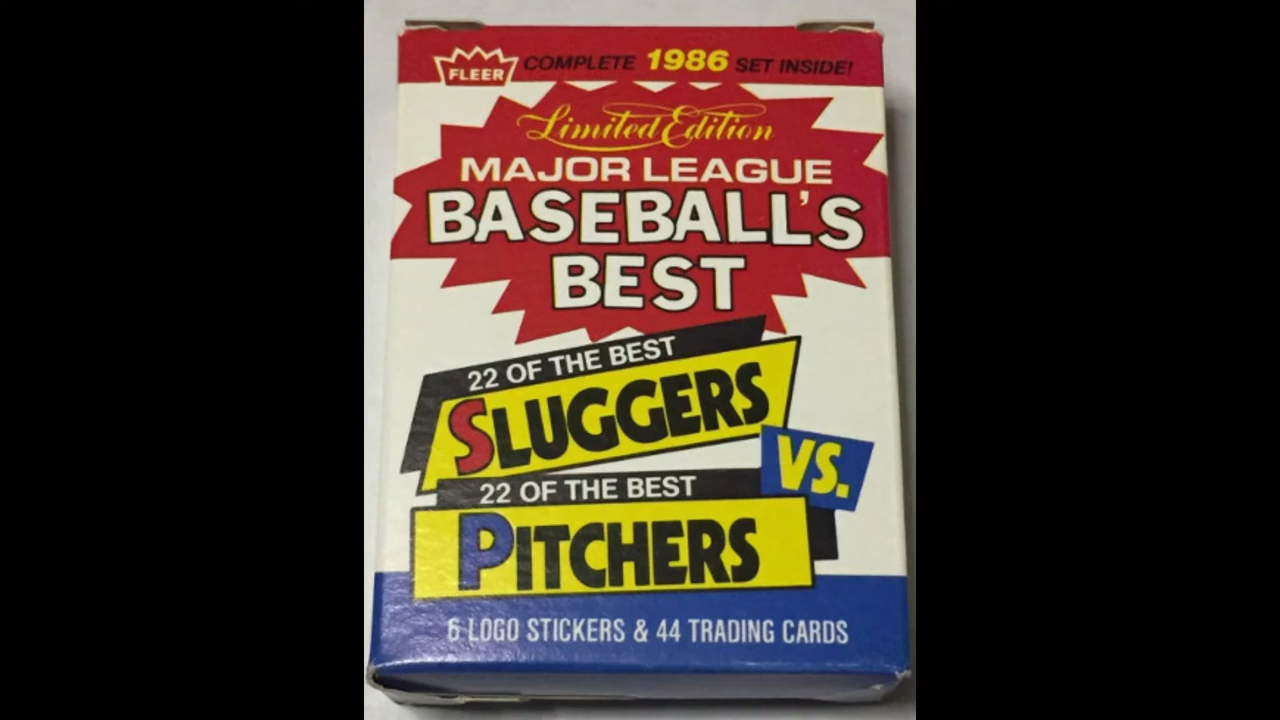 FLEER COMPLETE 1986 SET INSIDE!
Limited Edition
MAJOR LEAGUE
BASEBALL'S
BEST
22 OF THE BEST
SLUGGERS
VS.
22 OF THE BEST
PITCHERS
6 LOGO STICKERS & 44 TRADING CARDS